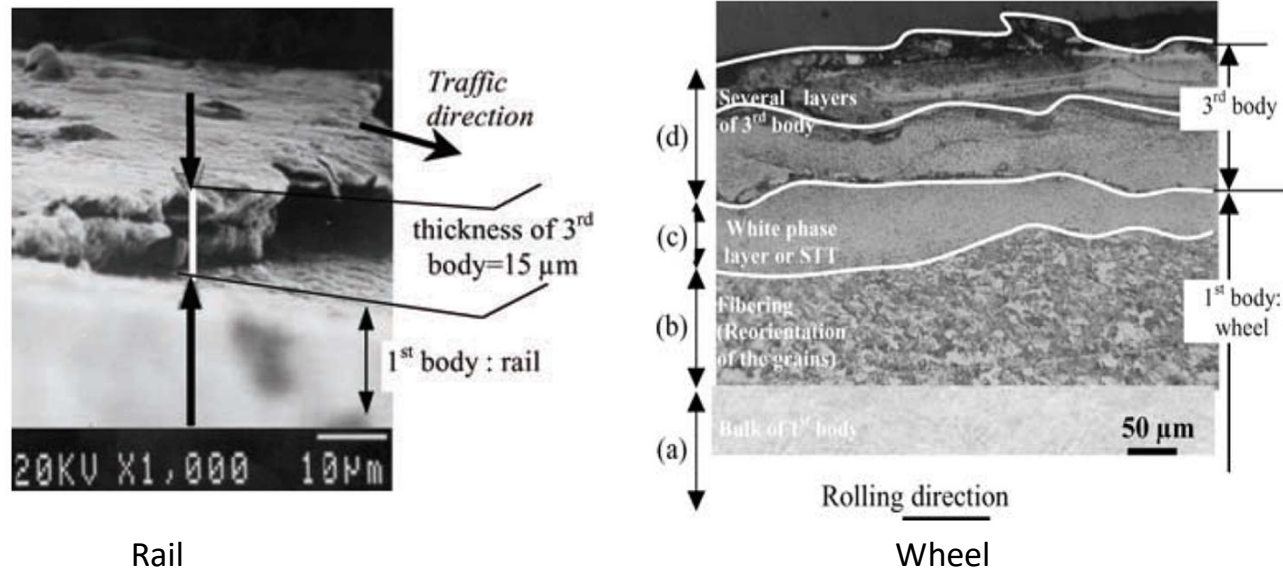 Traffic
direction
thickness of 3rd
body=15 µm
1st body : rail
20KV X1,000 10µm
Rail
(d)
Several layers
of 3rd body
3rd body
(c)
White phase
layer or STT
(b)
Fibering
(Reorientation
of the grains)
1st body:
wheel
(a)
Bulk of 1st body
50 µm
Rolling direction
Wheel